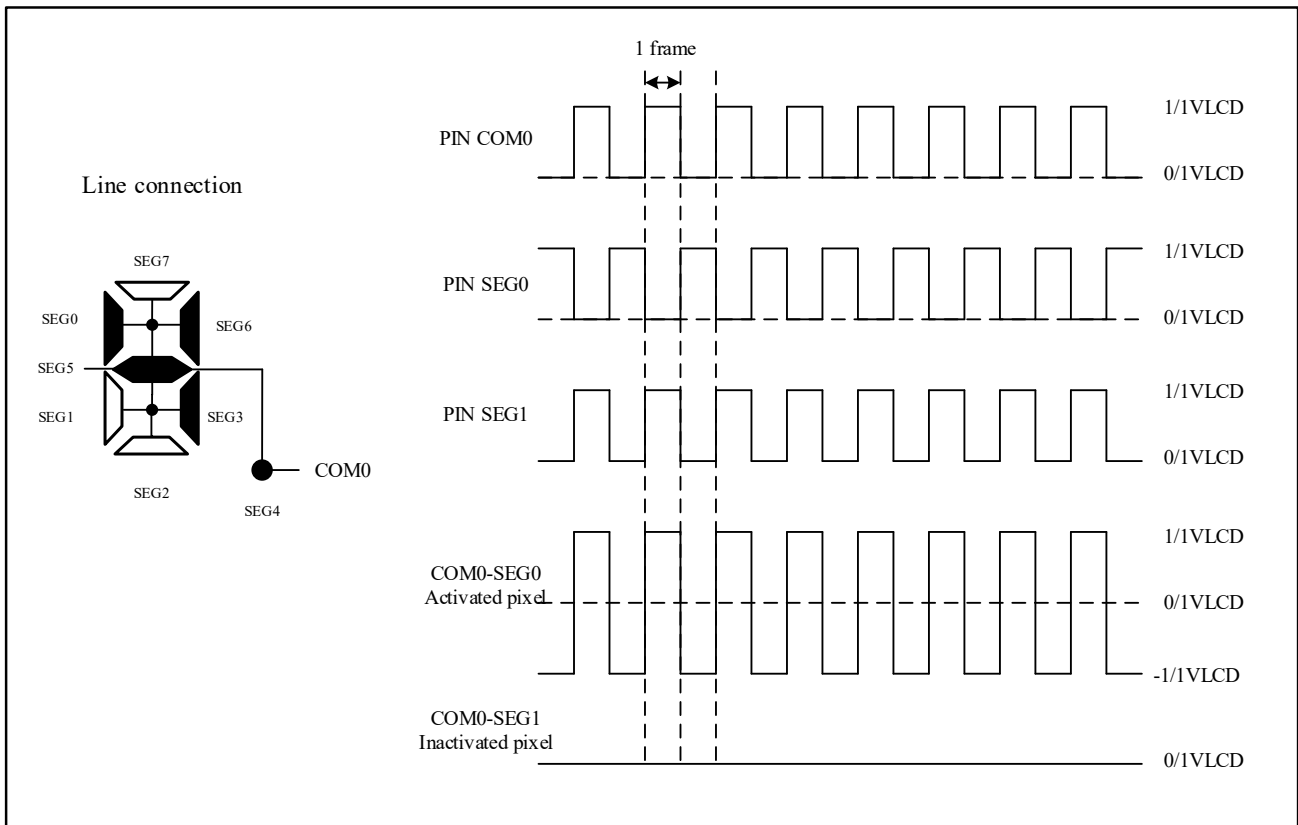 1 frame
PIN COM0
1/1VLCD
0/1VLCD
Line connection
SEG7
SEG0
SEG6
SEG5
SEG1
SEG3
SEG2
COM0
SEG4
PIN SEG0
1/1VLCD
0/1VLCD
PIN SEG1
1/1VLCD
0/1VLCD
COM0-SEG0
Activated pixel
1/1VLCD
0/1VLCD
-1/1VLCD
COM0-SEG1
Inactivated pixel
0/1VLCD